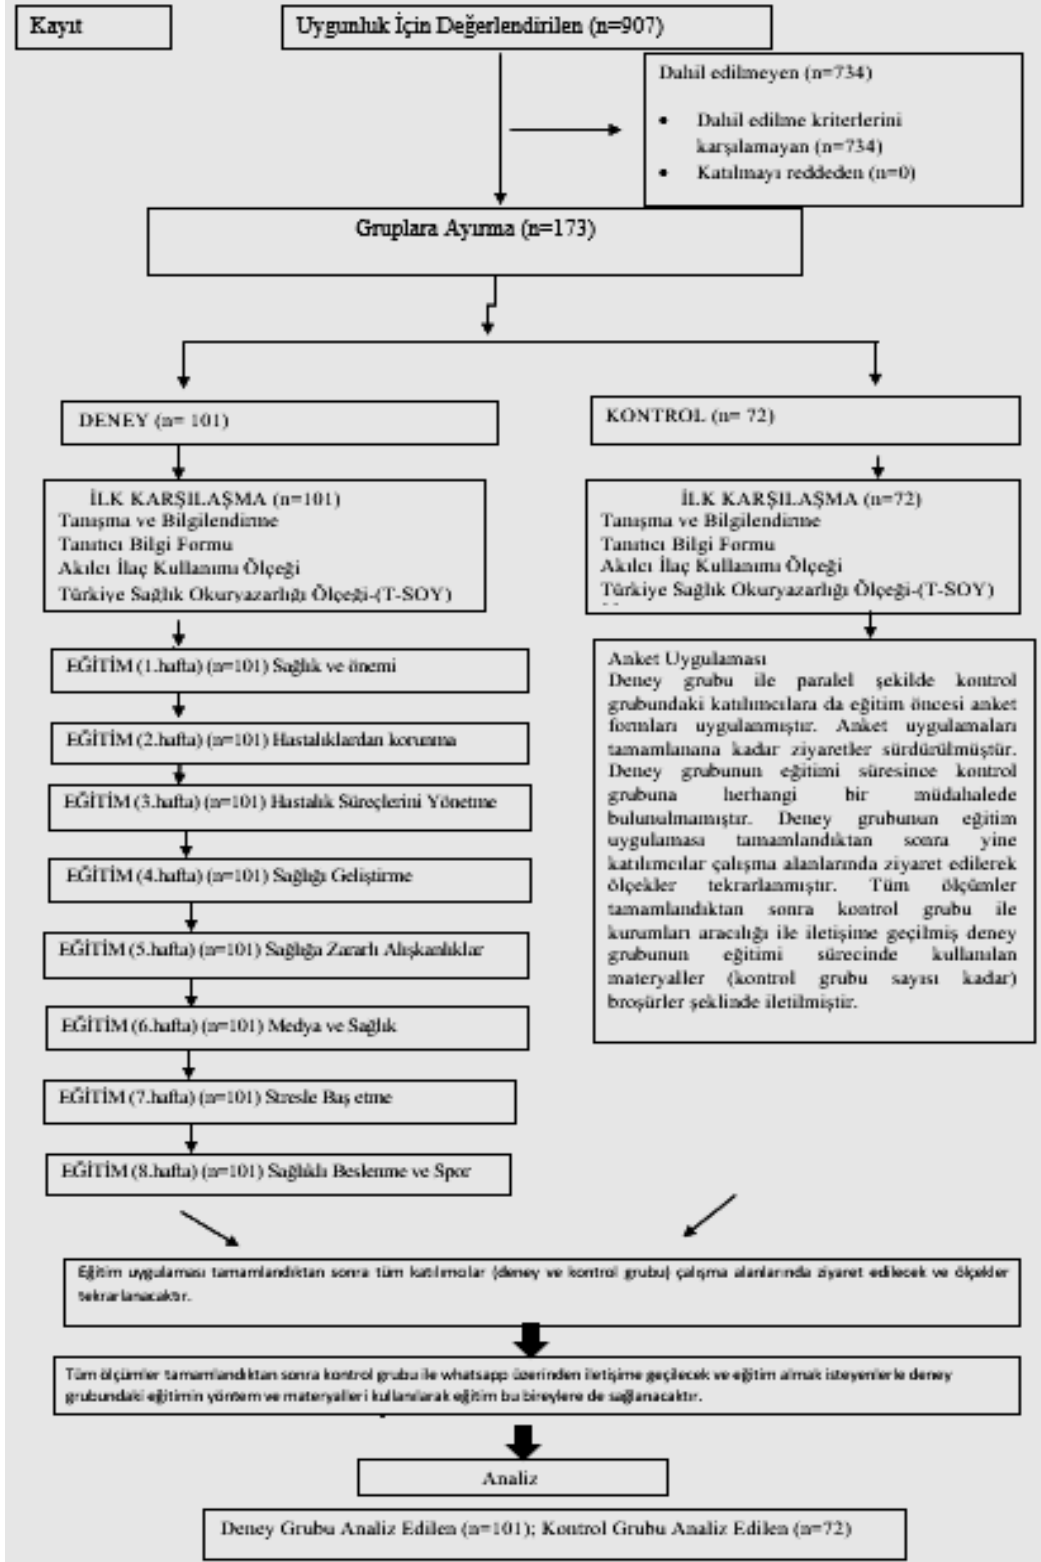 Kayıt
Uygunluk İçin Değerlendirilen (n=907)
Dahil edilmeyen (n=734)
• Dahil edilme kriterlerini
karşılamayan (n=734)
• Katılmayı reddeden (n=0)
Gruplara Ayırma (n=173)
DENEY (n= 101)
KONTROL (n= 72)
İLK KARŞILAŞMA (n=101)
Tanışma ve Bilgilendirme
Tanıtıcı Bilgi Formu
Akılcı İlaç Kullanımı Ölçeği
Türkiye Sağlık Okuryazarlığı Ölçeği-(T-SOY)
İLK KARŞILAŞMA (n=72)
Tanışma ve Bilgilendirme
Tanıtıcı Bilgi Formu
Akılcı İlaç Kullanımı Ölçeği
Türkiye Sağlık Okuryazarlığı Ölçeği-(T-SOY)
EĞİTİM (1.hafta) (n=101) Sağlık ve önemi
EĞİTİM (2.hafta) (n=101) Hastalıklardan korunma
EĞİTİM (3.hafta) (n=101) Hastalık Süreçlerini Yönetme
EĞİTİM (4.hafta) (n=101) Sağlığı Geliştirme
EĞİTİM (5.hafta) (n=101) Sağlığa Zararlı Alışkanlıklar
EĞİTİM (6.hafta) (n=101) Medya ve Sağlık
EĞİTİM (7.hafta) (n=101) Stresle Baş etme
EĞİTİM (8.hafta) (n=101) Sağlıklı Beslenme ve Spor
Anket Uygulaması
Deney grubu ile paralel şekilde kontrol
grubundaki katılımcılara da eğitim öncesi anket
formları uygulanmıştır. Anket uygulamaları
tamamlanana kadar ziyaretler sürdürülmüştür.
Deney grubunun eğitimi süresince kontrol
grubuna herhangi bir müdahalede
bulunulmamıştır. Deney grubunun eğitim
uygulaması tamamlandıktan sonra yine
katılımcılar çalışma alanlarında ziyaret edilerek
ölçekler tekrarlanmıştır. Tüm ölçümler
tamamlandıktan sonra kontrol grubu ile
kurumları aracılığı ile iletişime geçilmiş deney
grubunun eğitimi sürecinde kullanılan
materyaller (kontrol grubu sayısı kadar)
broşürler şeklinde iletilmiştir.
Eğitim uygulaması tamamlandıktan sonra tüm katılımcılar (deney ve kontrol grubu) çalışma alanlarında ziyaret edilecek ve ölçekler
tekrarlanacaktır.
Tüm ölçümler tamamlandıktan sonra kontrol grubu ile whatsapp üzerinden iletişime geçilecek ve eğitim almak isteyenlerle deney
grubundaki eğitimin yöntem ve materyalleri kullanılarak eğitim bu bireylere de sağlanacaktır.
Analiz
Deney Grubu Analiz Edilen (n=101); Kontrol Grubu Analiz Edilen (n=72)